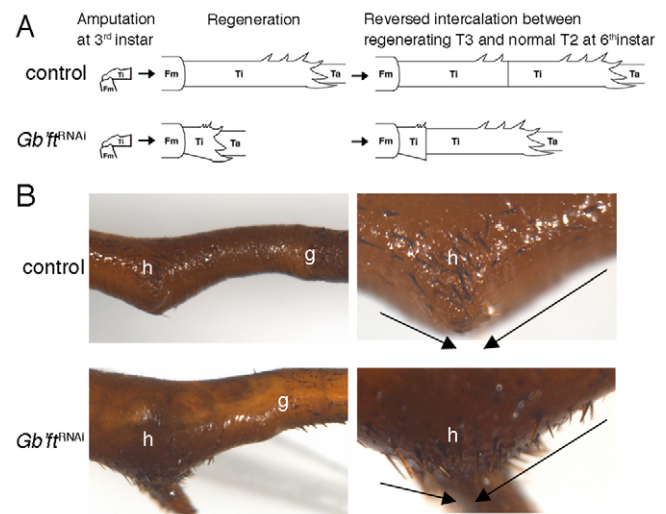 A
Amputation at 3rd instar
Regeneration
Reversed intercalation between regenerating T3 and normal T2 at 6th instar
control
Fm
Ti
Fm
Ti
Ta
Fm
Ti
Ti
Ta
Gb'ftRNAi
Fm
Ti
Fm
Ti
Ta
Fm
Ti
Ti
Ta
B
control
h
g
h
Gb'ftRNAi
h
g
h